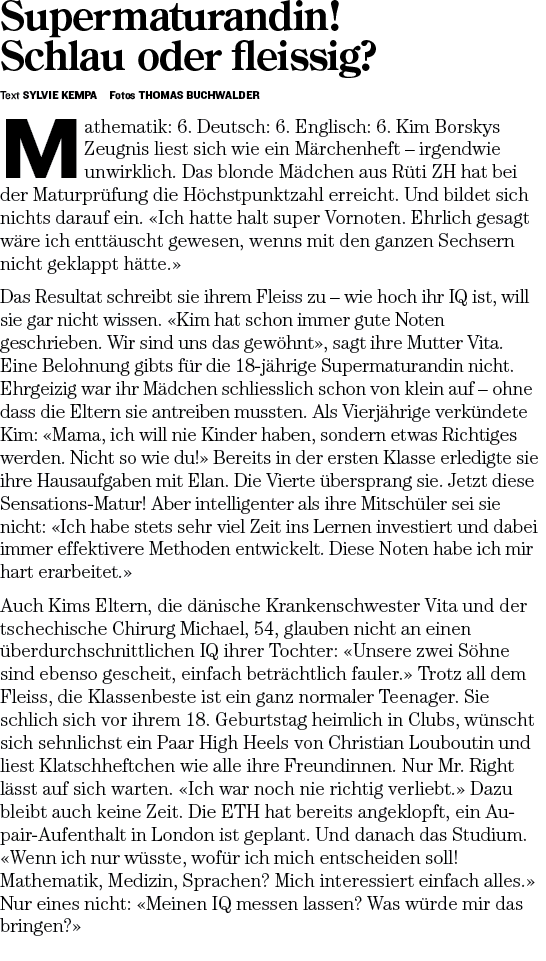 Supermaturandin!
Schlau oder fleissig?
Text SYLVIE KEMPA Fotos THOMAS BUCHWALDER
Mathematik: 6. Deutsch: 6. Englisch: 6. Kim Borskys
Zeugnis liest sich wie ein Märchenheft – irgendwie
unwirklich. Das blonde Mädchen aus Rüti ZH hat bei
der Maturprüfung die Höchstpunktzahl erreicht. Und bildet sich
nichts darauf ein. «Ich hatte halt super Vornoten. Ehrlich gesagt
wäre ich enttäuscht gewesen, wenns mit den ganzen Sechsern
nicht geklappt hätte.»
Das Resultat schreibt sie ihrem Fleiss zu – wie hoch ihr IQ ist, will
sie gar nicht wissen. «Kim hat schon immer gute Noten
geschrieben. Wir sind uns das gewöhnt», sagt ihre Mutter Vita.
Eine Belohnung gibts für die 18-jährige Supermaturandin nicht.
Ehrgeizig war ihr Mädchen schliesslich schon von klein auf – ohne
dass die Eltern sie antreiben mussten. Als Vierjährige verkündete
Kim: «Mama, ich will nie Kinder haben, sondern etwas Richtiges
werden. Nicht so wie du!» Bereits in der ersten Klasse erledigte sie
ihre Hausaufgaben mit Elan. Die Vierte übersprang sie. Jetzt diese
Sensations-Matur! Aber intelligenter als ihre Mitschüler sei sie
nicht: «Ich habe stets sehr viel Zeit ins Lernen investiert und dabei
immer effektivere Methoden entwickelt. Diese Noten habe ich mir
hart erarbeitet.»
Auch Kims Eltern, die dänische Krankenschwester Vita und der
tschechische Chirurg Michael, 54, glauben nicht an einen
überdurchschnittlichen IQ ihrer Tochter: «Unsere zwei Söhne
sind ebenso gescheit, einfach beträchtlich fauler.» Trotz all dem
Fleiss, die Klassenbeste ist ein ganz normaler Teenager. Sie
schlich sich vor ihrem 18. Geburtstag heimlich in Clubs, wünscht
sich sehnlichst ein Paar High Heels von Christian Louboutin und
liest Klatschheftchen wie alle ihre Freundinnen. Nur Mr. Right
lässt auf sich warten. «Ich war noch nie richtig verliebt.» Dazu
bleibt auch keine Zeit. Die ETH hat bereits angeklopft, ein Au-
pair-Aufenthalt in London ist geplant. Und danach das Studium.
«Wenn ich nur wüsste, wofür ich mich entscheiden soll!
Mathematik, Medizin, Sprachen? Mich interessiert einfach alles.»
Nur eines nicht: «Meinen IQ messen lassen? Was würde mir das
bringen?»